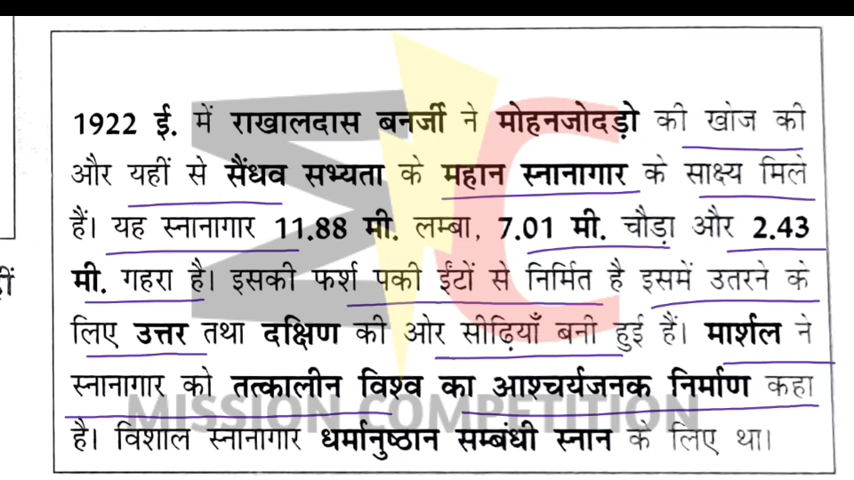 1922 ई. में राखालदास बनर्जी ने मोहनजोदड़ो की खोज की
और यहीं से सैंधव सभ्यता के महान स्नानागार के साक्ष्य मिले
हैं। यह स्नानागार 11.88 मी. लम्बा, 7.01 मी. चौड़ा और 2.43
मी. गहरा है। इसकी फर्श पकी ईंटों से निर्मित है इसमें उतरने के
लिए उत्तर तथा दक्षिण की ओर सीढ़ियाँ बनी हुई हैं। मार्शल ने
स्नानागार को तत्कालीन विश्व का आश्चर्यजनक निर्माण कहा
MISSION COMPETITION
है। विशाल स्नानागार धर्मानुष्ठान सम्बंधी स्नान के लिए था।